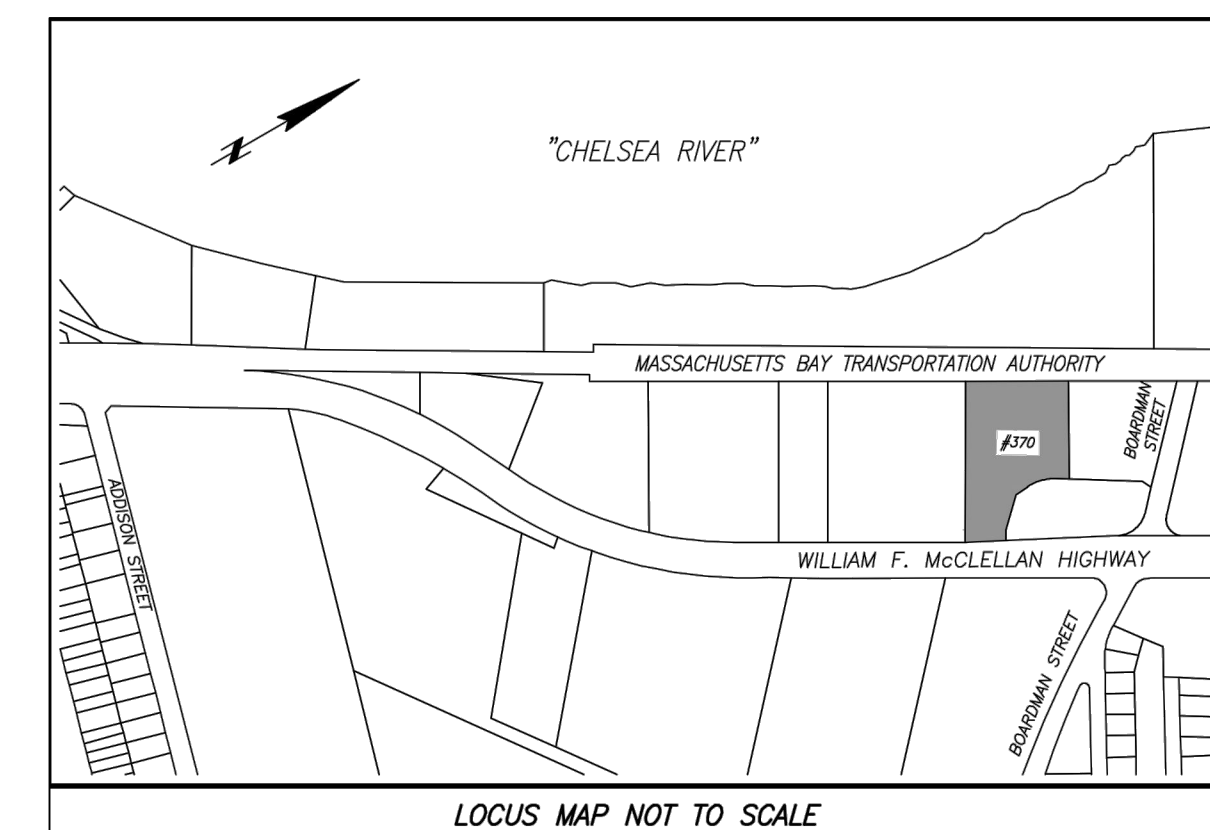 N
"CHELSEA RIVER"
MASSACHUSETTS BAY TRANSPORTATION AUTHORITY
#370
BOARDMAN
STREET
ADDISON STREET
WILLIAM F. McCLELLAN HIGHWAY
BOARDMAN STREET
LOCUS MAP NOT TO SCALE